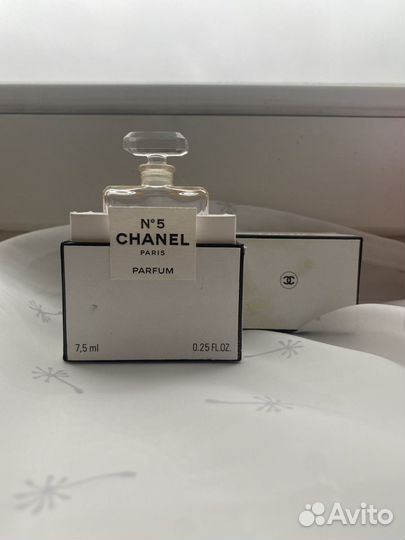 N°5
CHANEL
PARIS
PARFUM
7,5 ml 0.25 FL.OZ.
Avito